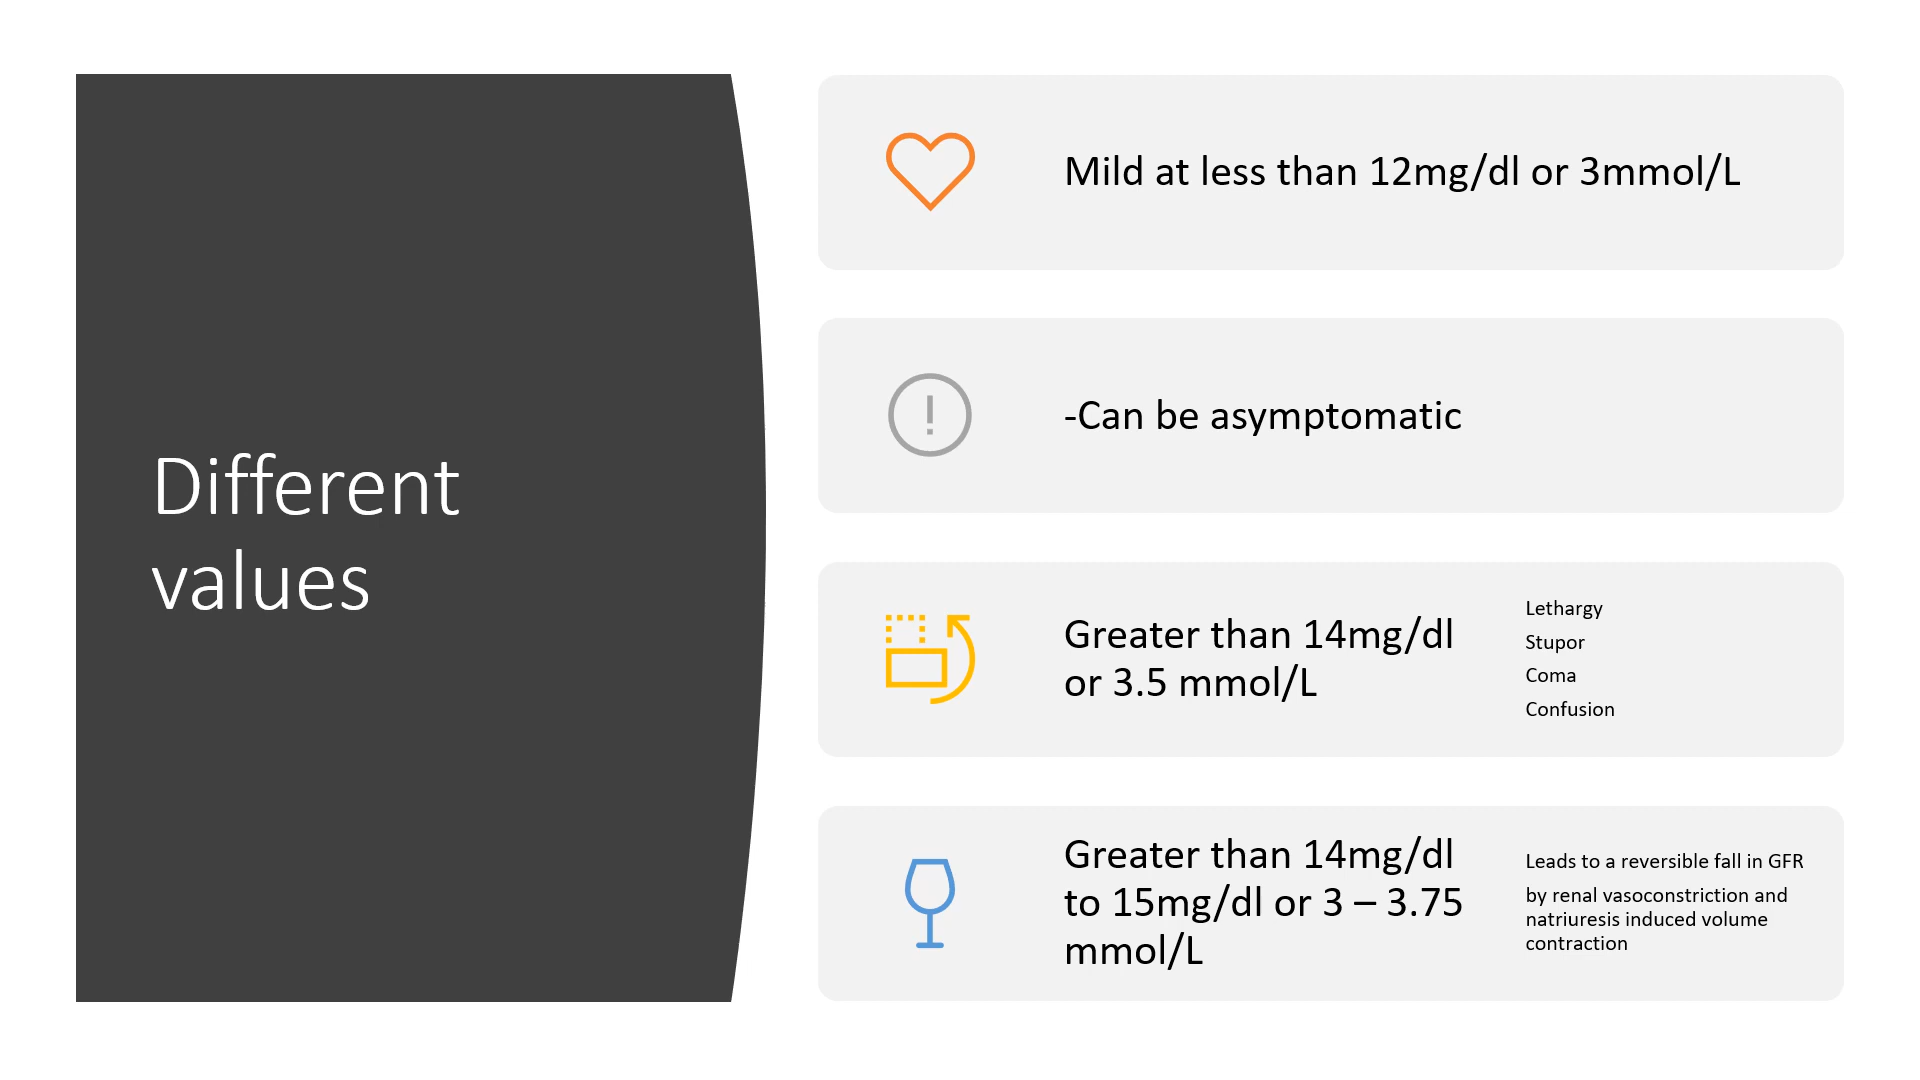 Different
values
Mild at less than 12mg/dl or 3mmol/L
-Can be asymptomatic
Greater than 14mg/dl
or 3.5 mmol/L
Lethargy
Stupor
Coma
Confusion
Greater than 14mg/dl
to 15mg/dl or 3 – 3.75
mmol/L
Leads to a reversible fall in GFR
by renal vasoconstriction and
natriuresis induced volume
contraction